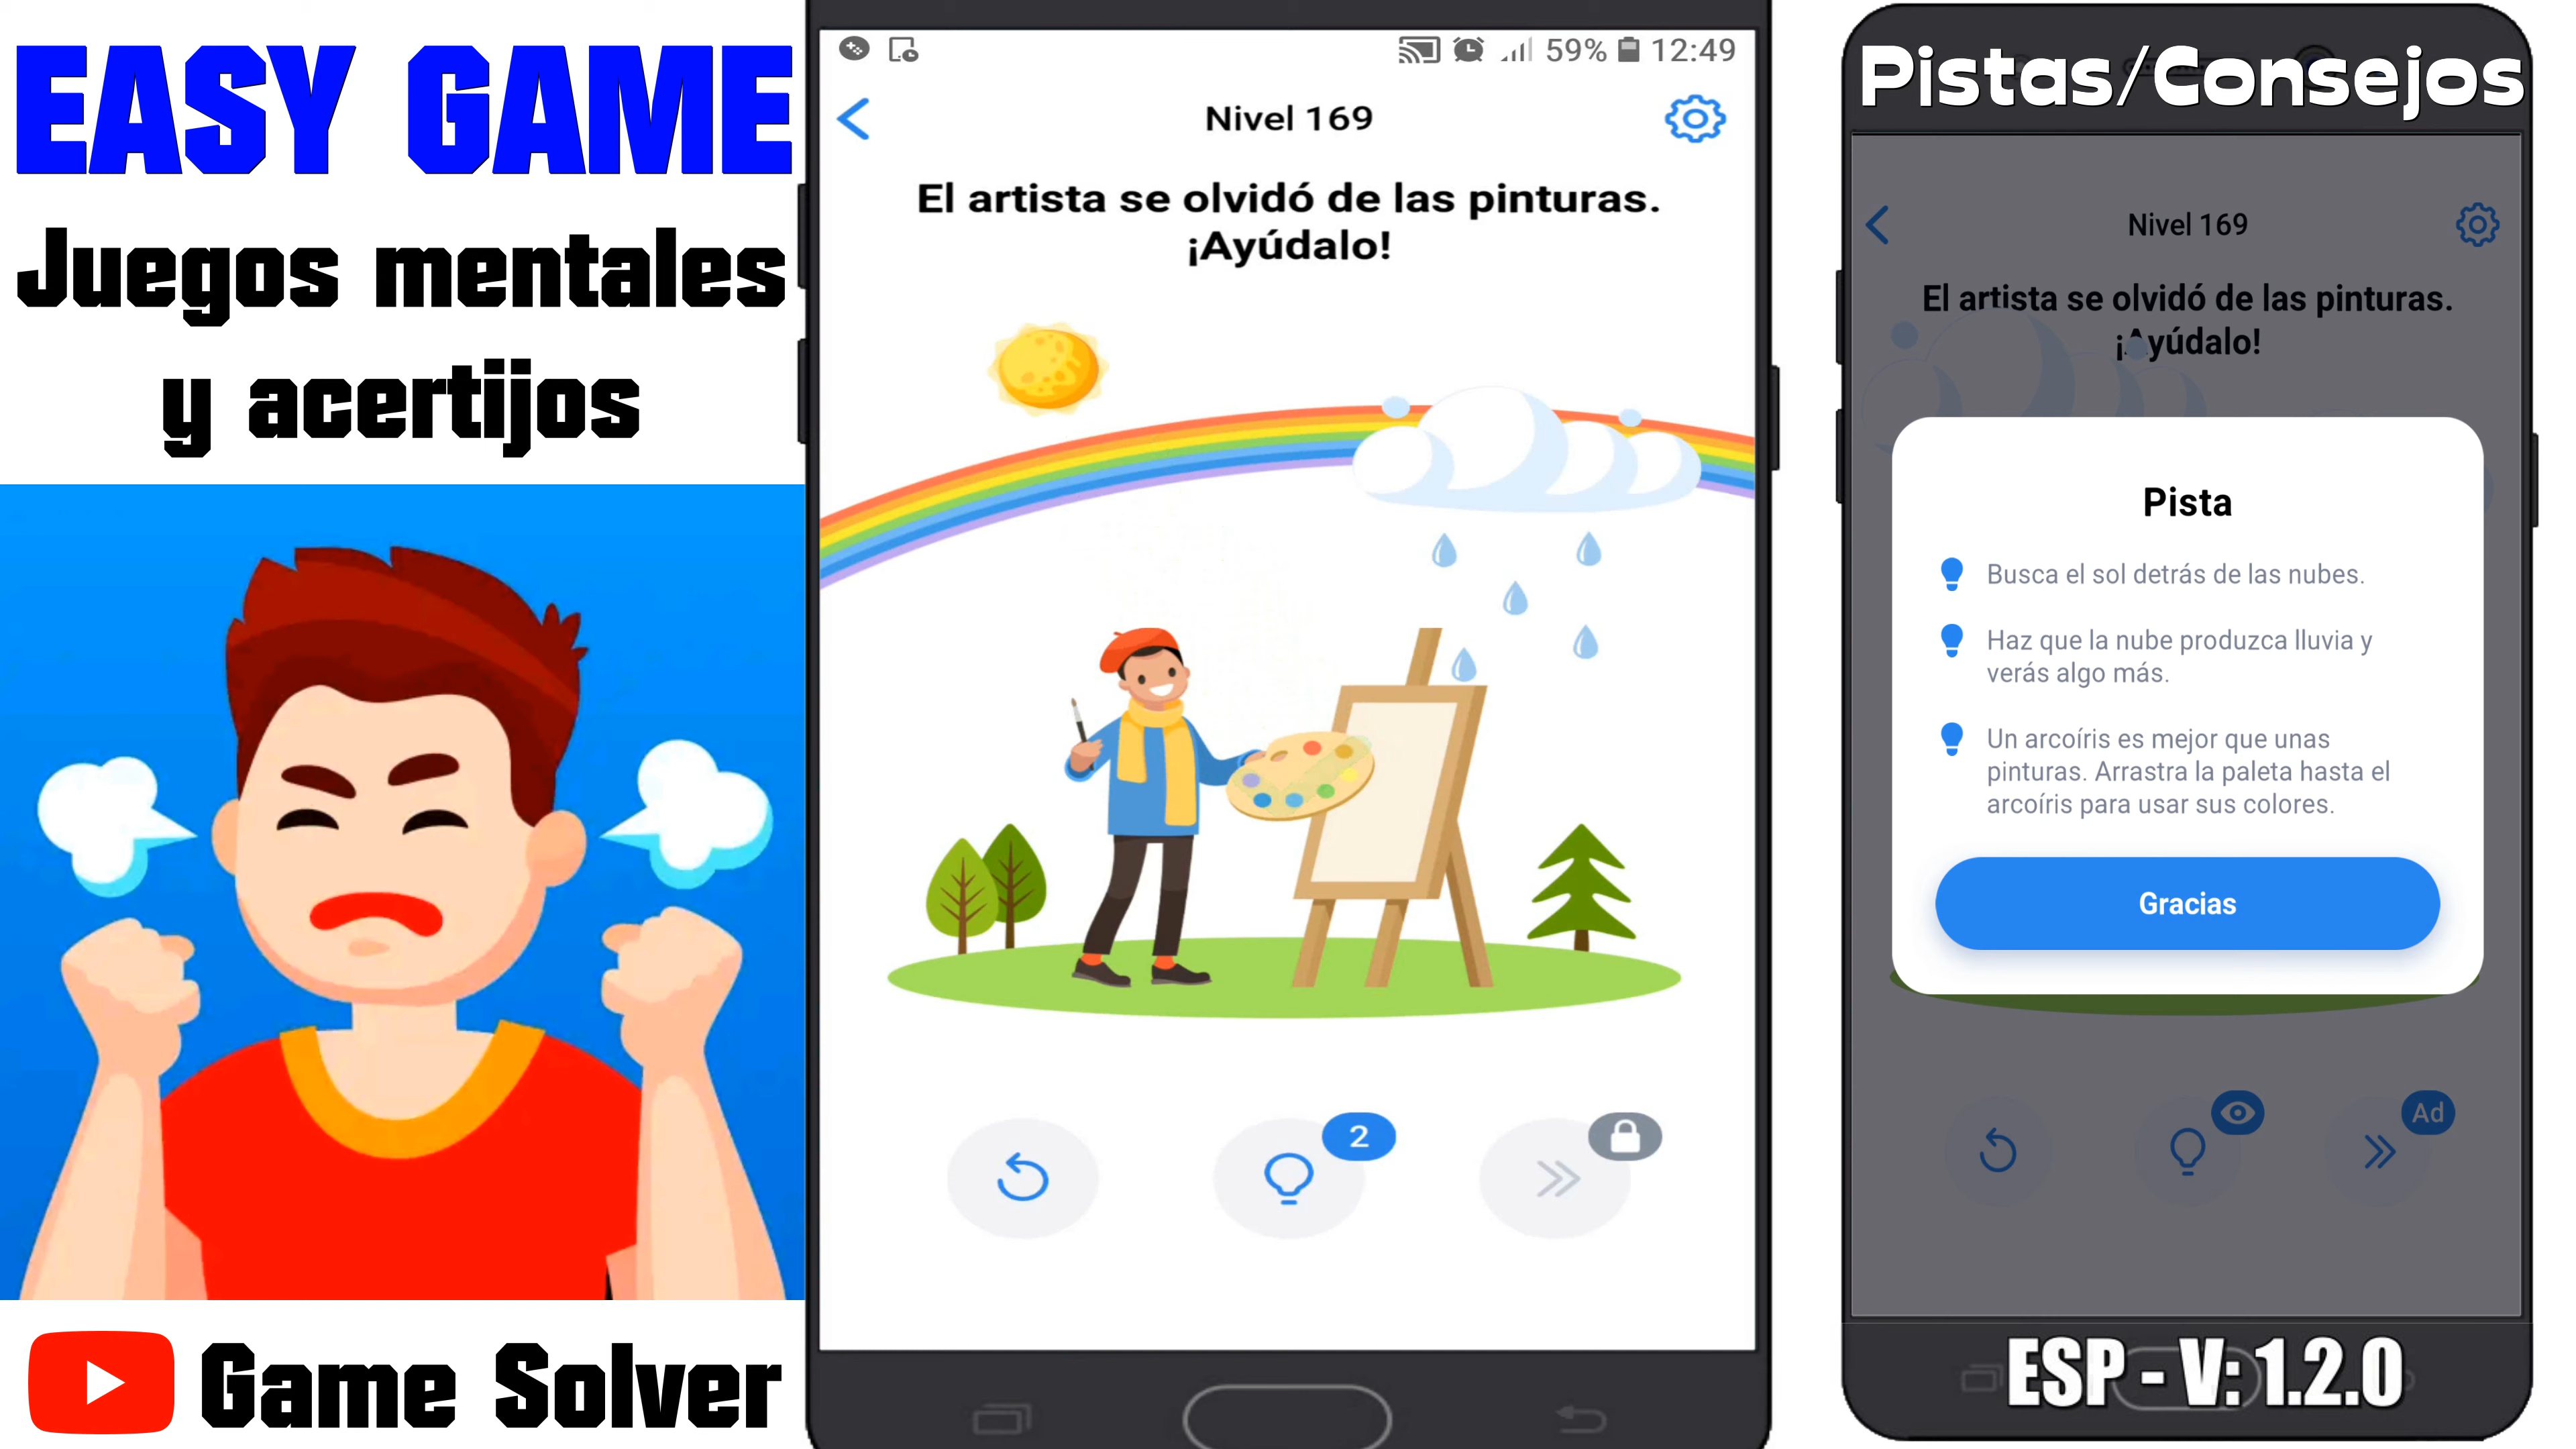 EASY GAME
Juegos mentales
y acertijos
Game Solver
59% 12:49
Nivel 169
El artista se olvidó de las pinturas.
¡Ayúdalo!
2
Pistas/Consejos
Nivel 169
El artista se olvidó de las pinturas.
¡Ayúdalo!
Pista
Busca el sol detrás de las nubes.
Haz que la nube produzca lluvia y
verás algo más.
Un arcoíris es mejor que unas
pinturas. Arrastra la paleta hasta el
arcoíris para usar sus colores.
Gracias
Ad
ESP - V: 1.2.0